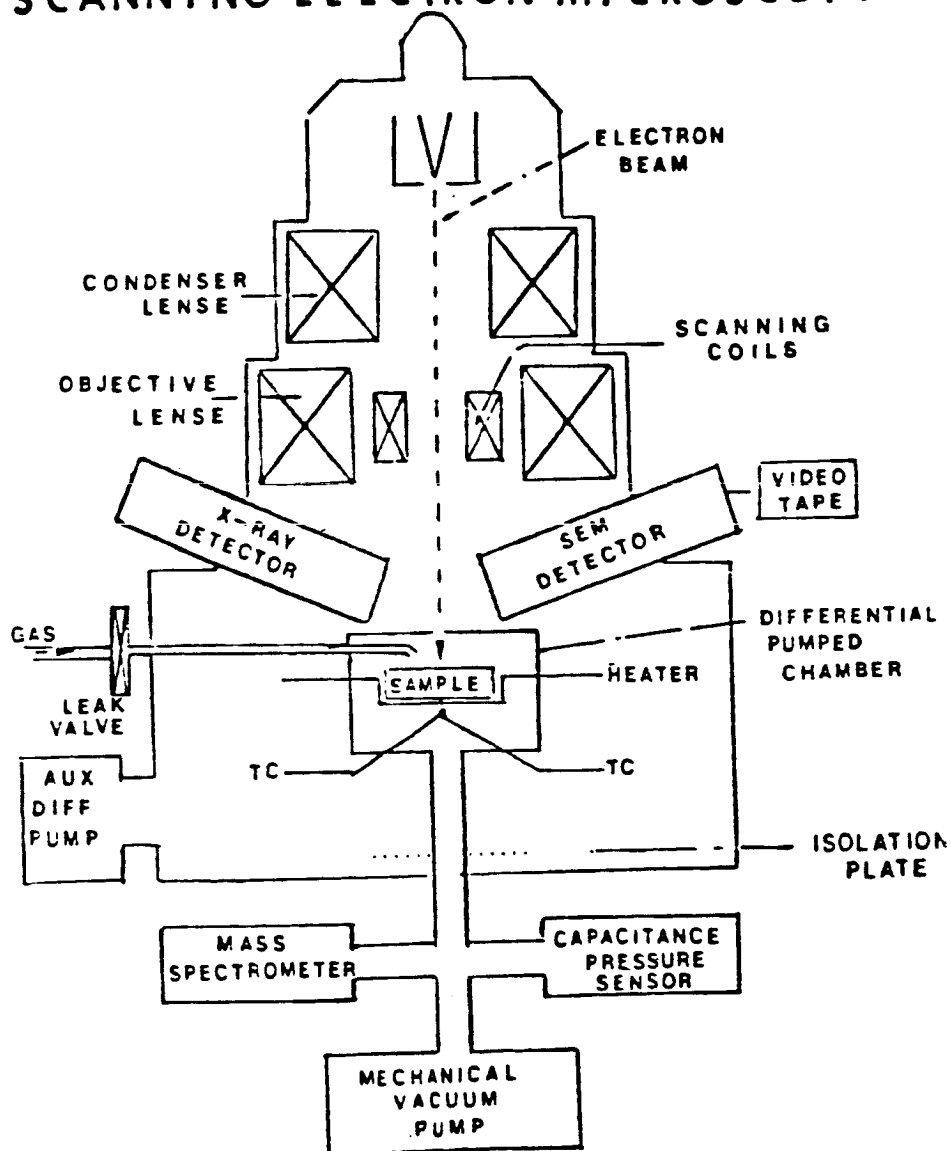 SCANNING ELECTRON MICROSCOPY
ELECTRON
BEAM
CONDENSER
LENSE
SCANNING
COILS
OBJECTIVE
LENSE
VIDEO
TAPE
X-RAY
DETECTOR
SEM
DETECTOR
GAS
DIFFERENTIAL
PUMPED
CHAMBER
SAMPLE
HEATER
LEAK
VALVE
TC
TC
AUX
DIFF
PUMP
ISOLATION
PLATE
MASS
SPECTROMETER
CAPACITANCE
PRESSURE
SENSOR
MECHANICAL
VACUUM
PUMP